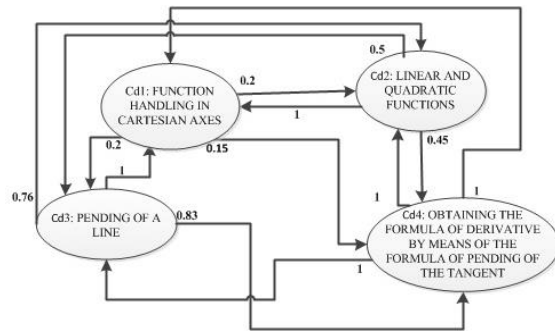 0.5
Cd1: FUNCTION
HANDLING IN
CARTESIAN AXES
0.2
Cd2: LINEAR AND
QUADRATIC
FUNCTIONS
1
0.2
0.15
0.45
1
0.76
Cd3: PENDING OF A
LINE
0.83
1
1
Cd4: OBTAINING THE
FORMULA OF DERIVATIVE
BY MEANS OF THE
FORMULA OF PENDING OF
THE TANGENT
1